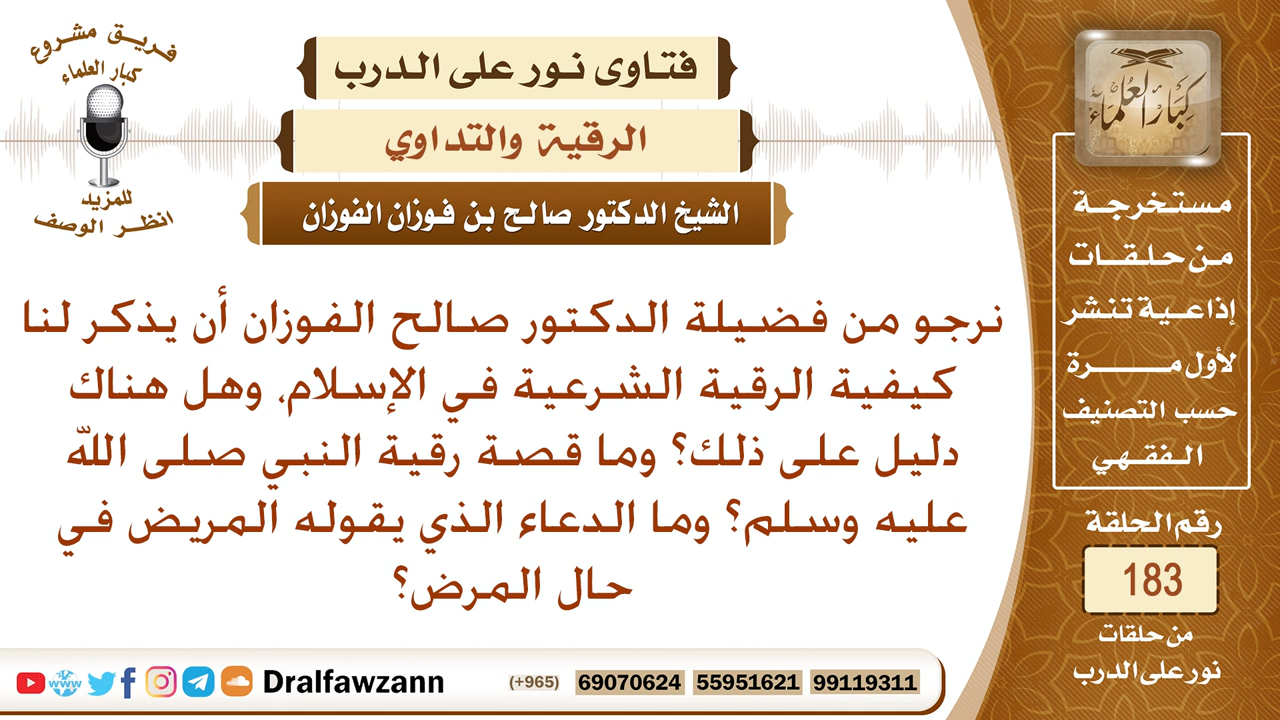 فريق مشروع
كبار العلماء
للمزيد
انظر الوصف
فتاوى نور على الدرب
الرقية والتداوي
الشيخ الدكتور صالح بن فوزان الفوزان
نرجو من فضيلة الدكتور صالح الفوزان أن يذكر لنا
كيفية الرقية الشرعية في الإسلام، وهل هناك
دليل على ذلك؟ وما قصة رقية النبي صلى الله
عليه وسلم؟ وما الدعاء الذي يقوله المريض في
حال المرض؟
كبار العلماء
مستخرجة
من حلقات
إذاعية تنشر
لأول مرة
حسب التصنيف
الفقهي
رقم الحلقة
183
من حلقات
نور على الدرب
www Dralfawzann (+965) 69070624 55951621 99119311